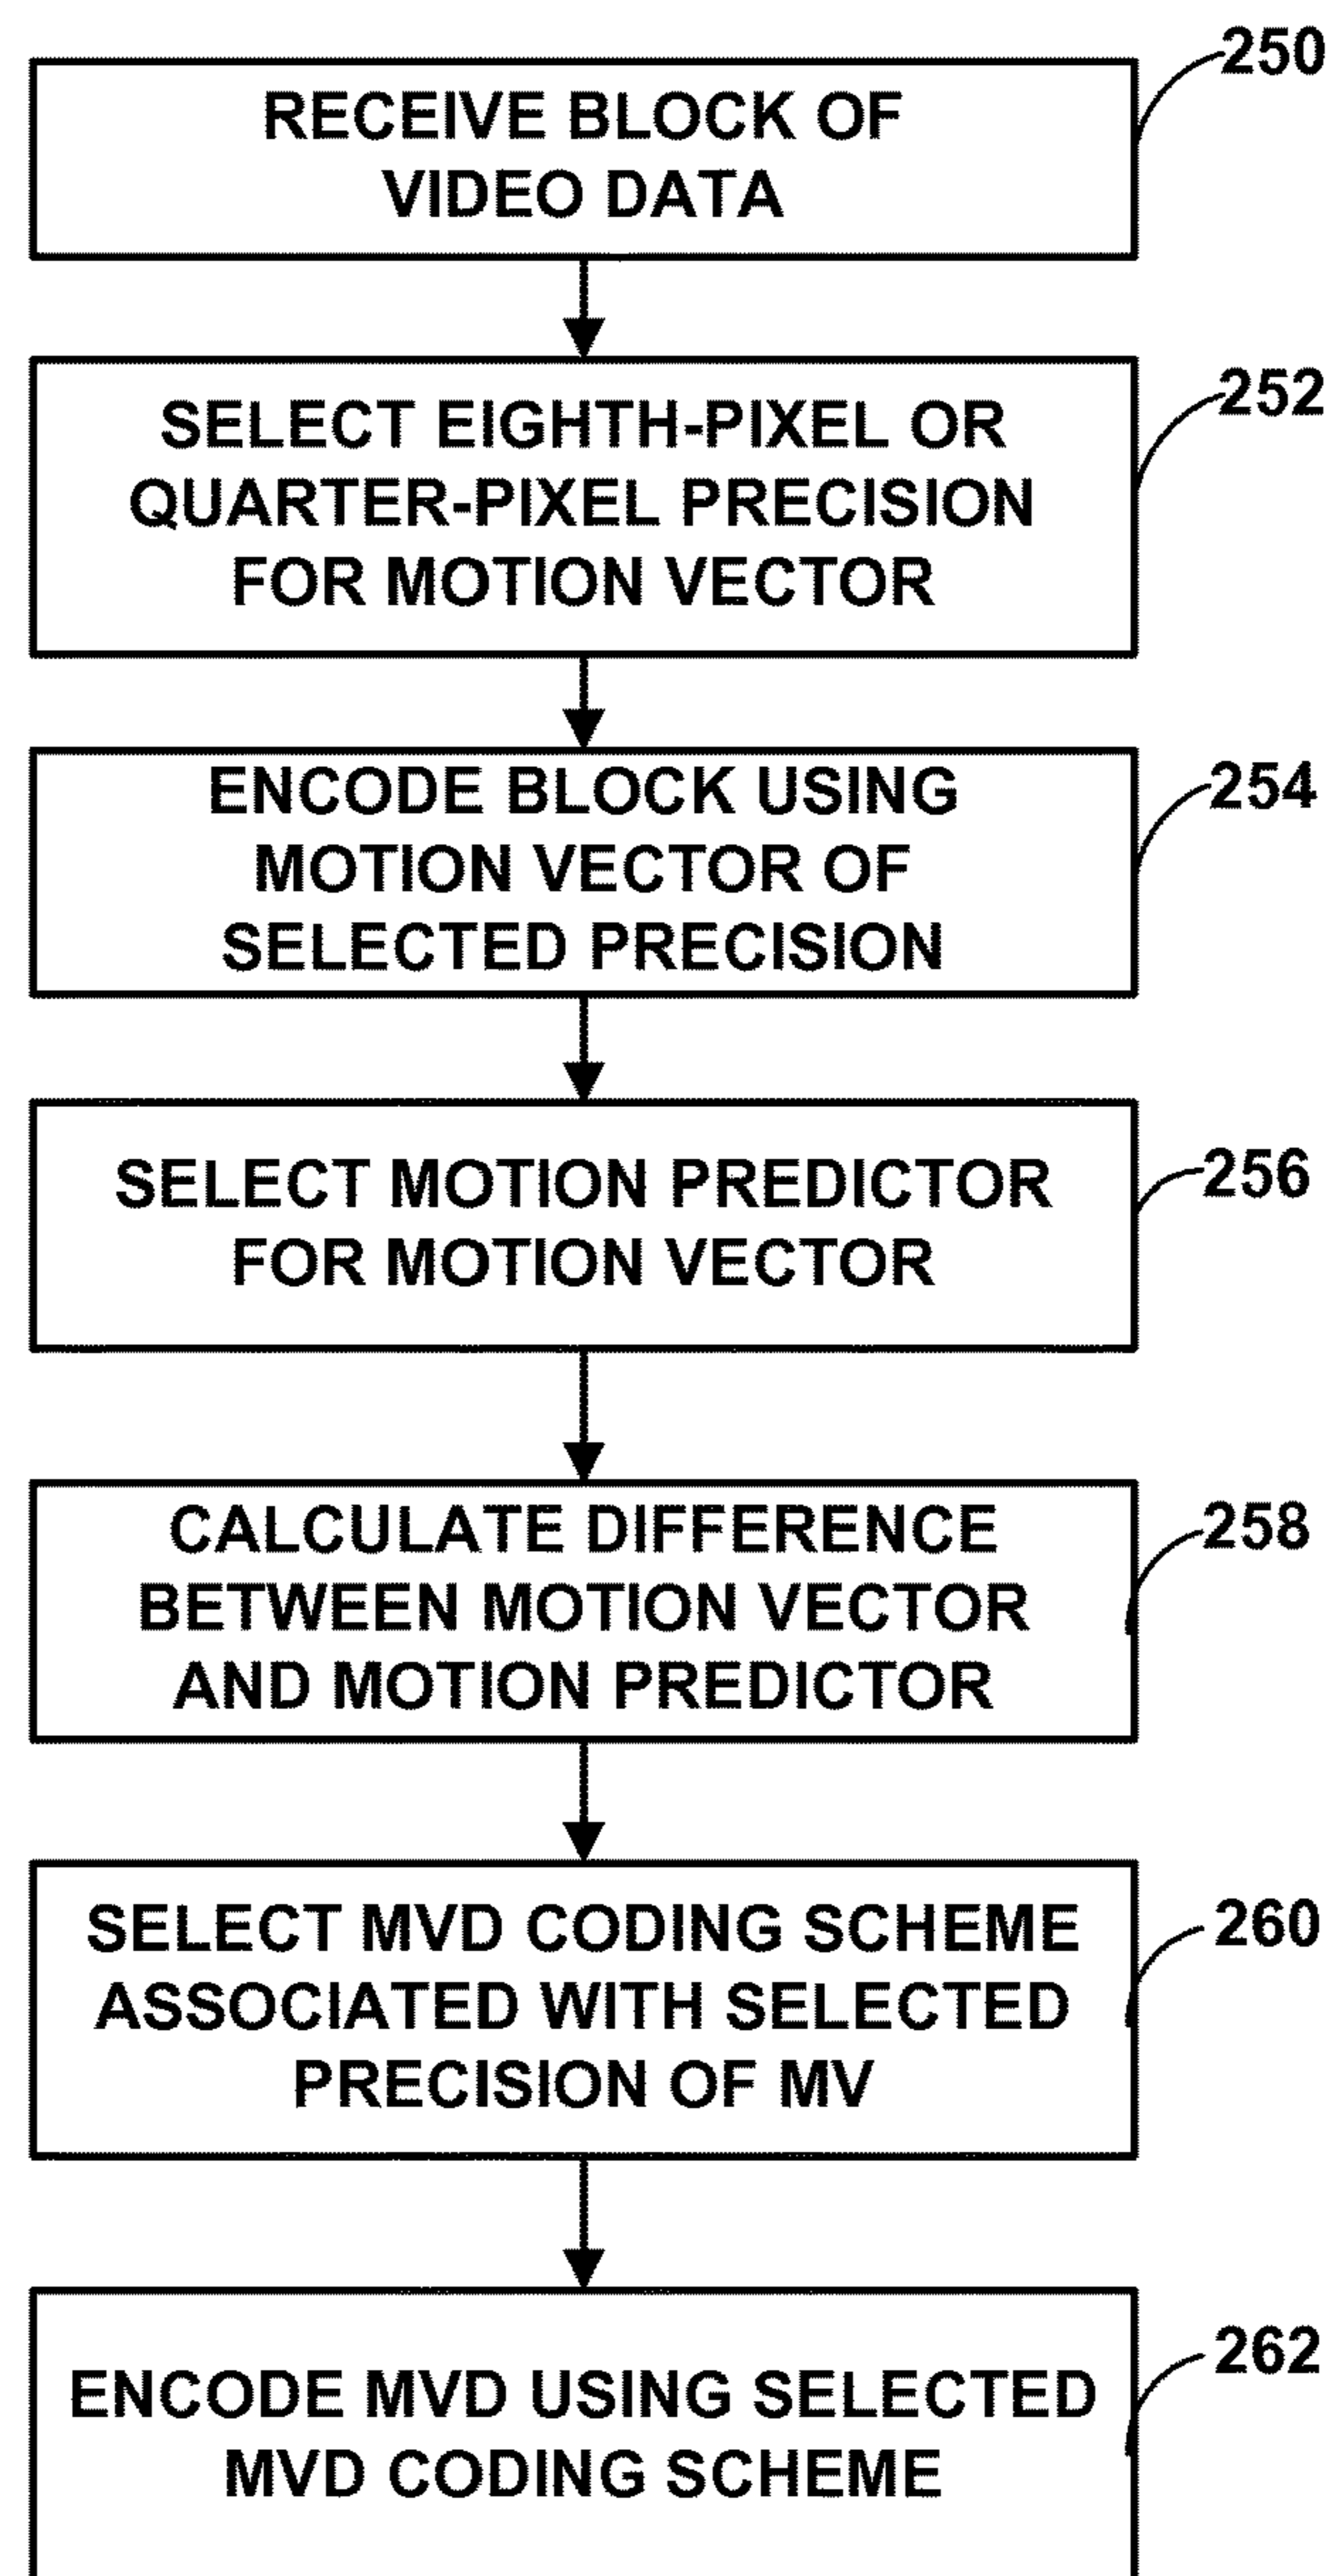 250
RECEIVE BLOCK OF
VIDEO DATA
252
SELECT EIGHTH-PIXEL OR
QUARTER-PIXEL PRECISION
FOR MOTION VECTOR
254
ENCODE BLOCK USING
MOTION VECTOR OF
SELECTED PRECISION
256
SELECT MOTION PREDICTOR
FOR MOTION VECTOR
258
CALCULATE DIFFERENCE
BETWEEN MOTION VECTOR
AND MOTION PREDICTOR
260
SELECT MVD CODING SCHEME
ASSOCIATED WITH SELECTED
PRECISION OF MV
262
ENCODE MVD USING SELECTED
MVD CODING SCHEME